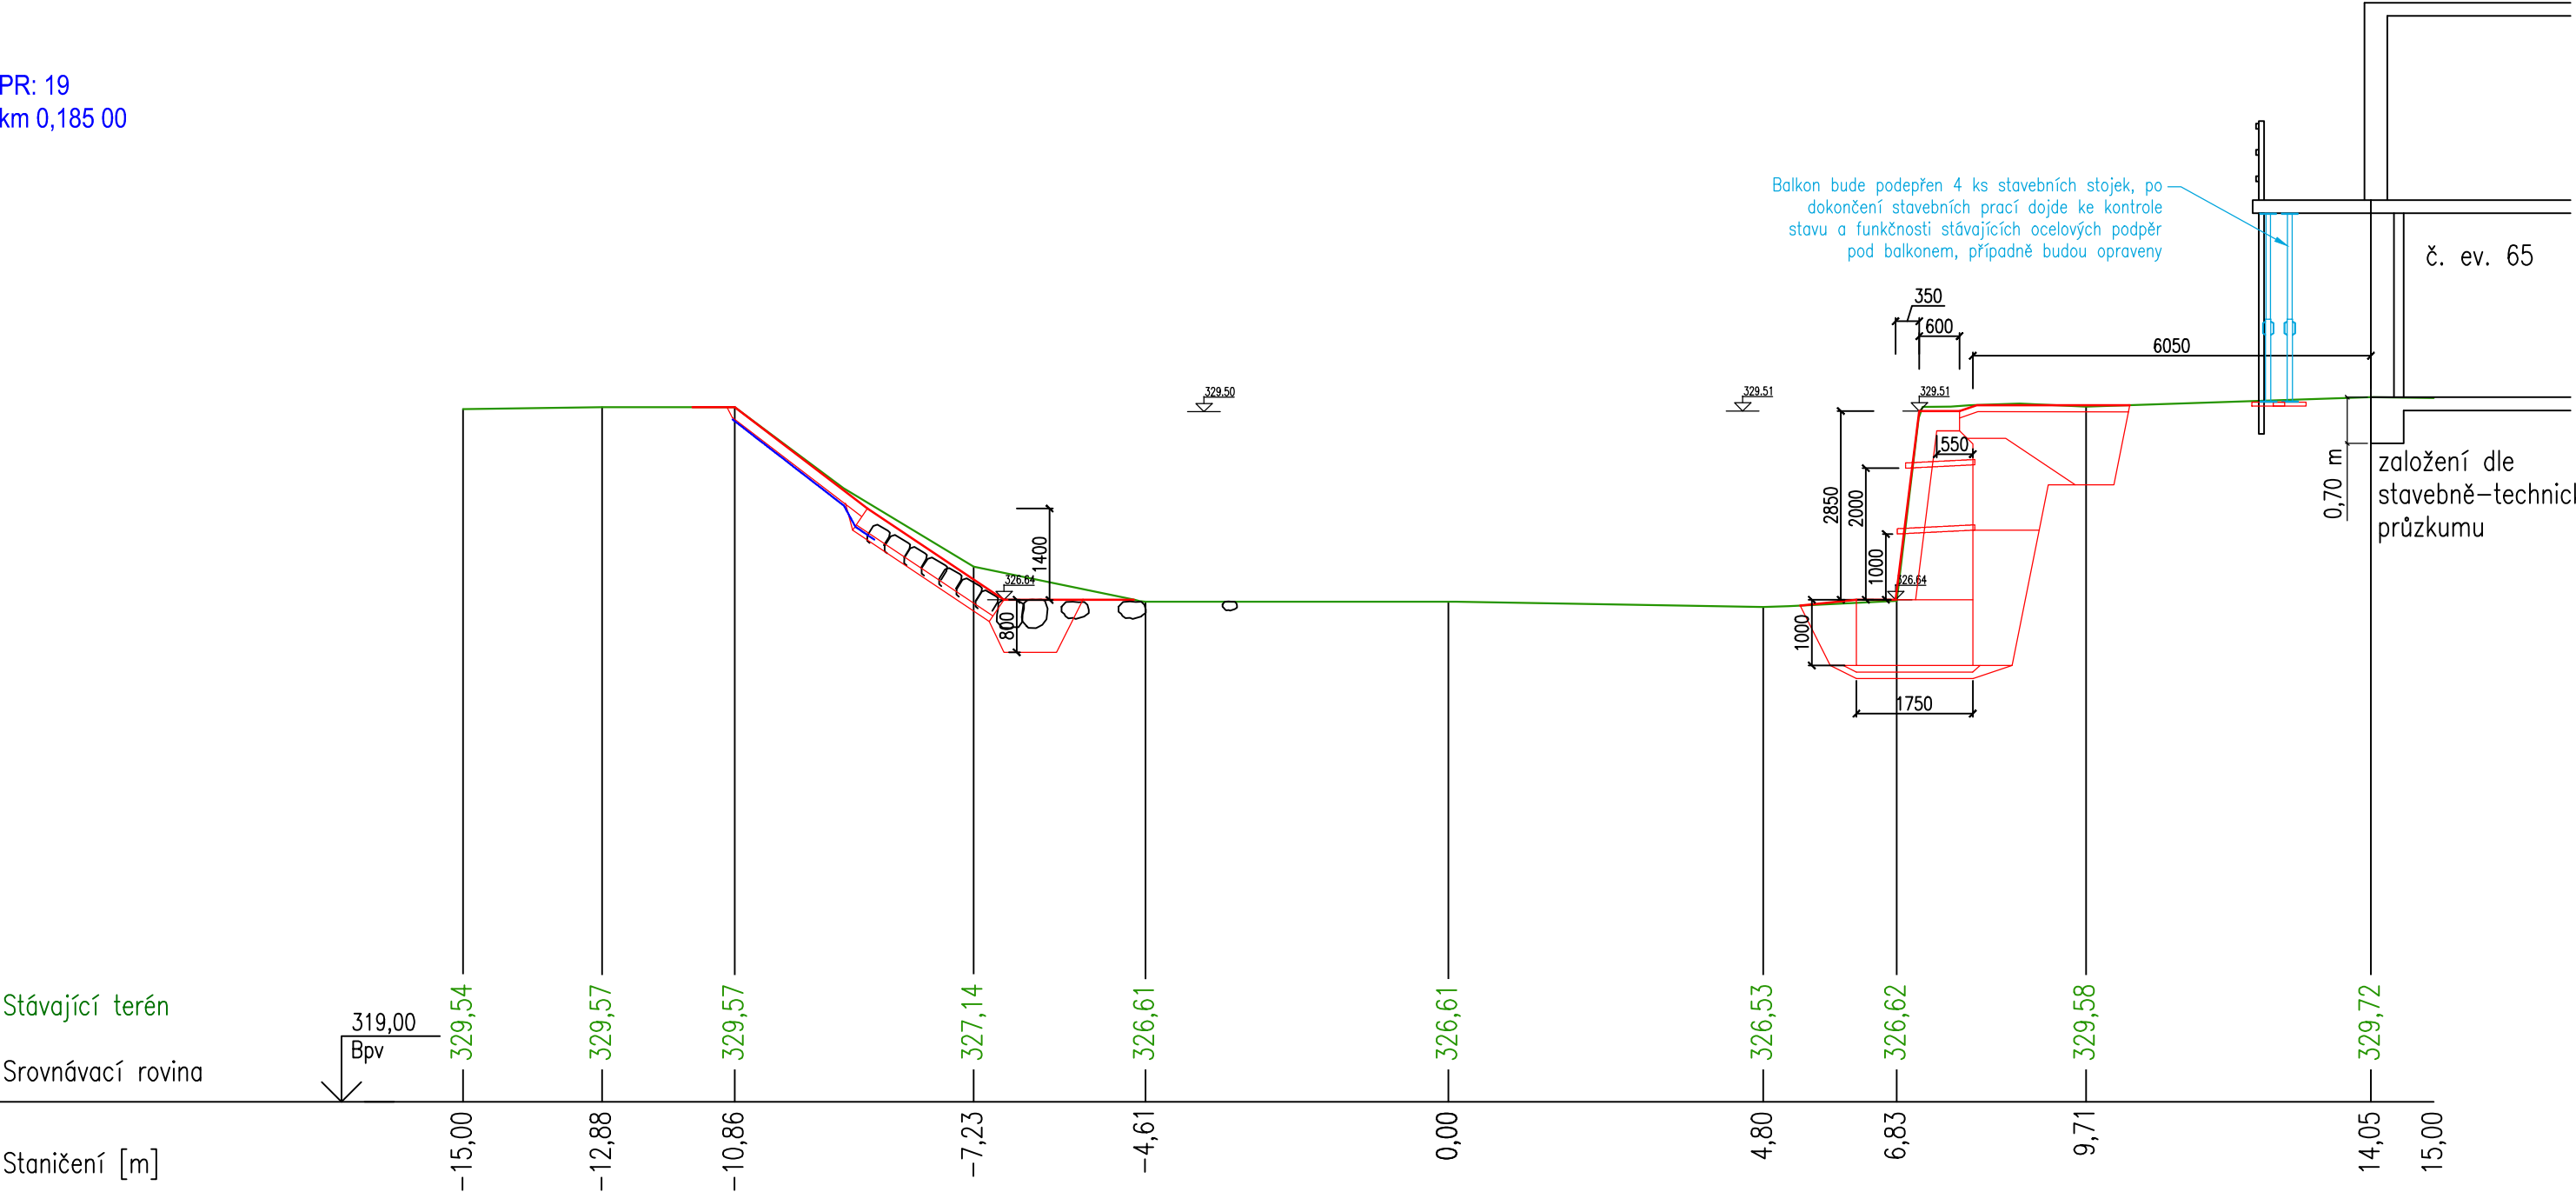 PR: 19
km 0,185 00
Balkon bude podepřen 4 ks stavebních stojek, po
dokončení stavebních prací dojde ke kontrole
stavu a funkčnosti stávajících ocelových podpěr
pod balkonem, případně budou opraveny
č. ev. 65
350
600
6050
329.50
329.51
329.51
550
2850
2000
1000
1400
326.64
326.64
800
1000
1750
0,70 m
založení dle
stavebně-technic
průzkumu
Stávající terén
329,54
329,57
329,57
327,14
326,61
326,61
326,53
326,62
329,58
329,72
319,00
Bpv
Srovnávací rovina
Staničení [m]
-15,00
-12,88
-10,86
-7,23
-4,61
0,00
4,80
6,83
9,71
14,05
15,00